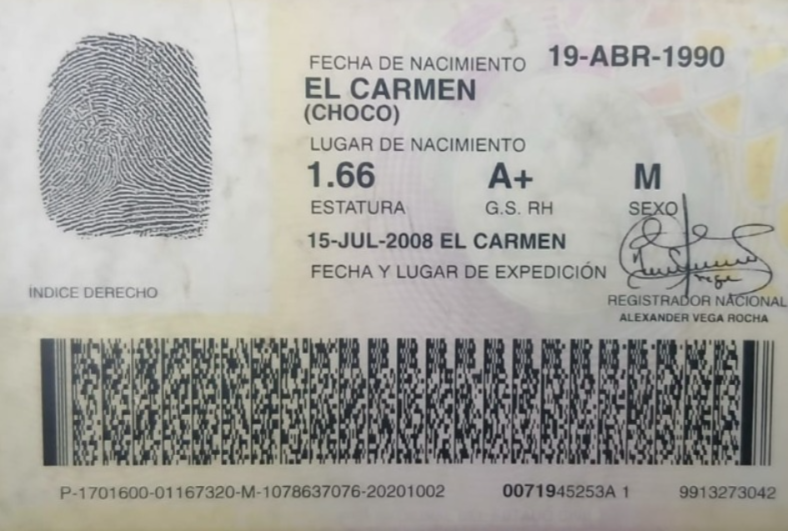 FECHA DE NACIMIENTO 19-ABR-1990
EL CARMEN
(CHOCO)
LUGAR DE NACIMIENTO
1.66 A+ M
ESTATURA G.S. RH SEXO
15-JUL-2008 EL CARMEN
FECHA Y LUGAR DE EXPEDICIÓN
INDICE DERECHO
REGISTRADOR NACIONAL
ALEXANDER VEGA ROCHA
P-1701600-01167320-M-1078637076-20201002 0071945253A 1 9913273042